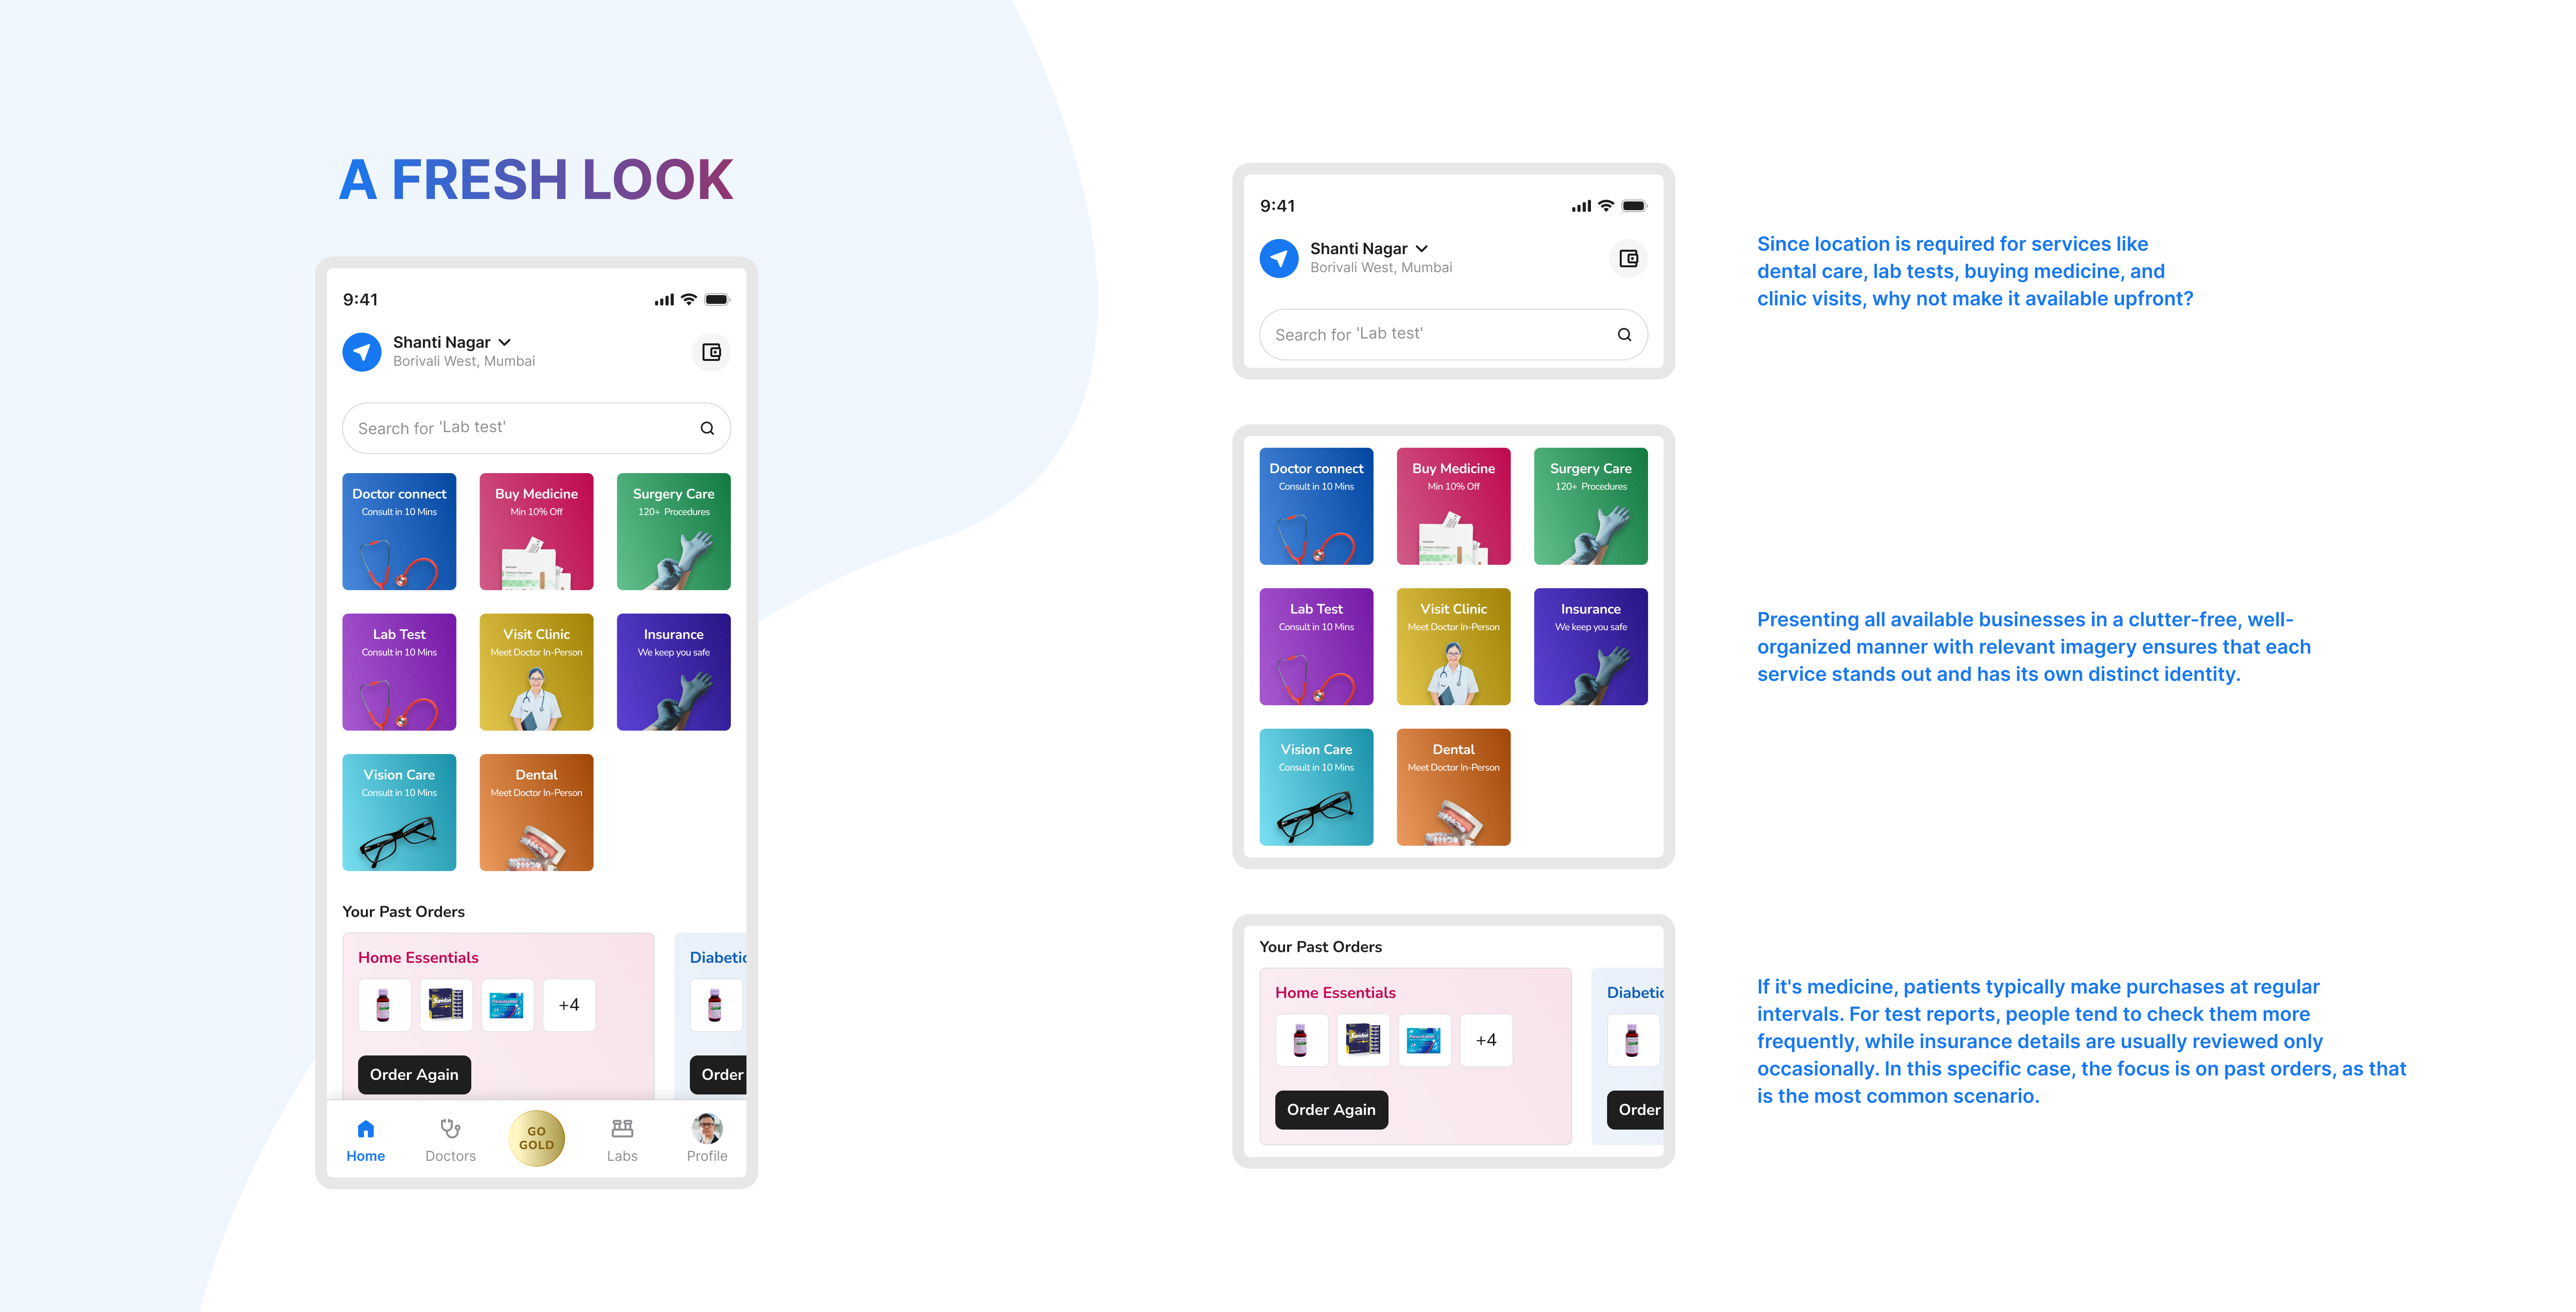 A FRESH LOOK
9:41
Shanti Nagar
Borivali West, Mumbai
Search for 'Lab test'
Doctor connect
Consult in 10 Mins
Buy Medicine
Min 10% Off
Surgery Care
120+ Procedures
Lab Test
Consult in 10 Mins
Visit Clinic
Meet Doctor In-Person
Insurance
We keep you safe
Vision Care
Consult in 10 Mins
Dental
Meet Doctor In-Person
Your Past Orders
Home Essentials
+4
Order Again
Diabetic
Order
Home
Doctors
GO
GOLD
Labs
Profile
9:41
Shanti Nagar
Borivali West, Mumbai
Search for 'Lab test'
Since location is required for services like
dental care, lab tests, buying medicine, and
clinic visits, why not make it available upfront?
Doctor connect
Consult in 10 Mins
Buy Medicine
Min 10% Off
Surgery Care
120+ Procedures
Lab Test
Consult in 10 Mins
Visit Clinic
Meet Doctor In-Person
Insurance
We keep you safe
Vision Care
Consult in 10 Mins
Dental
Meet Doctor In-Person
Presenting all available businesses in a clutter-free, well-
organized manner with relevant imagery ensures that each
service stands out and has its own distinct identity.
Your Past Orders
Home Essentials
+4
Order Again
Diabetic
Order
If it's medicine, patients typically make purchases at regular
intervals. For test reports, people tend to check them more
frequently, while insurance details are usually reviewed only
occasionally. In this specific case, the focus is on past orders, as that
is the most common scenario.